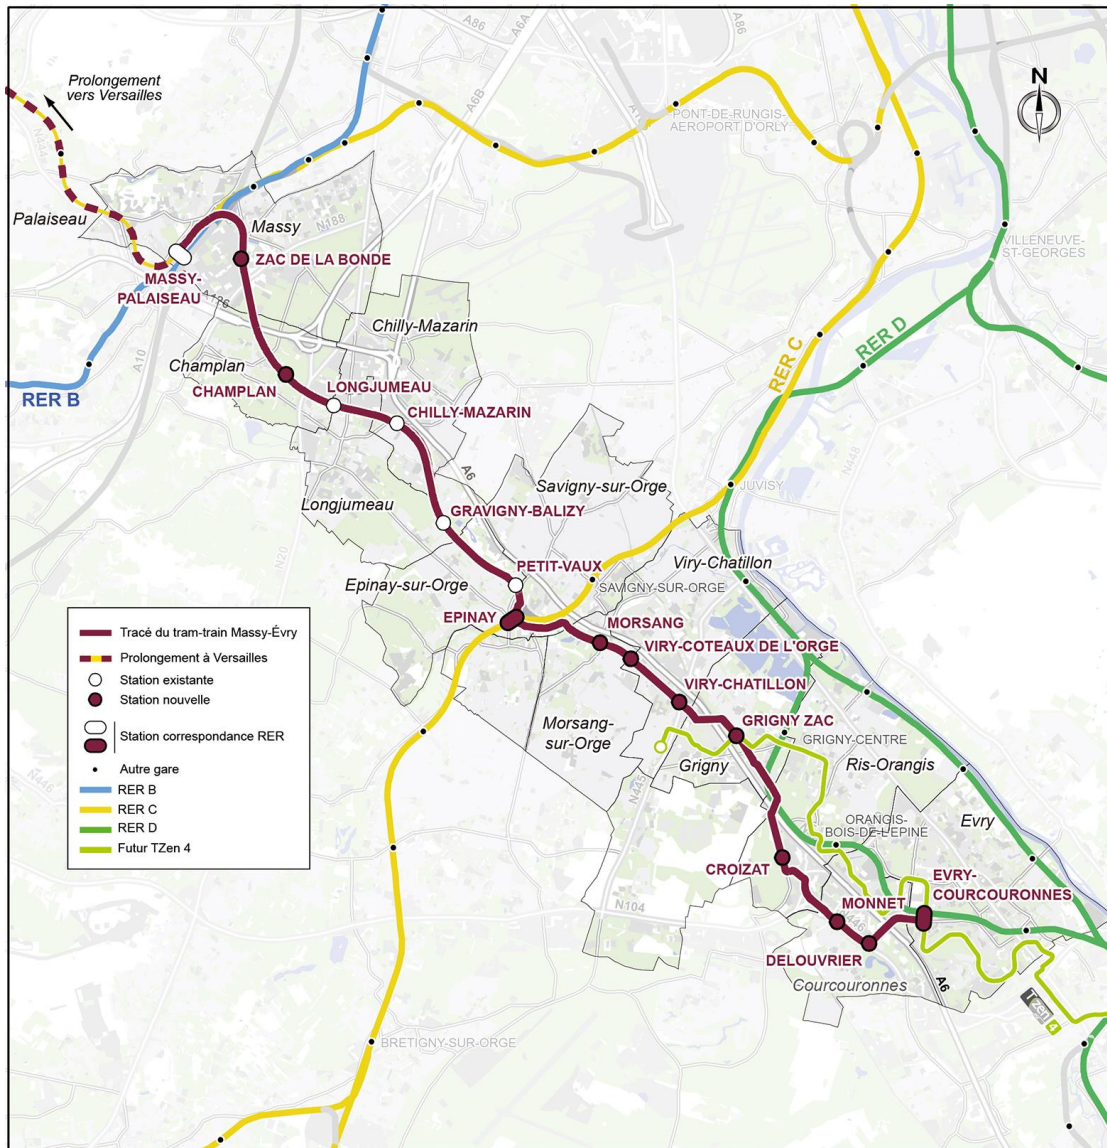 A86
A86
Prolongement
vers Versailles
N
A6B
PONT-DE-RUNGIS-
AEROPORT D'ORLY
N444
N188
Palaiseau
Massy
VILLENEUVE-
ST-GEORGES
ZAC DE LA BONDE
MASSY-
PALAISEAU
A126
A10
Chilly-Mazarin
RER D
RER C
Champlan
CHAMPLAN
LONGJUMEAU
RER B
CHILLY-MAZARIN
A6
N448
Savigny-sur-Orge
JUVISY
Longjumeau
GRAVIGNY-BALIZY
N20
PETIT-VAUX
Viry-Chatillon
Epinay-sur-Orge
SAVIGNY-SUR-ORGE
EPINAY
MORSANG
VIRY-COTEAUX DE L'ORGE
VIRY-CHATILLON
Morsang-
sur-Orge
GRIGNY ZAC
GRIGNY-CENTRE
Grigny
Ris-Orangis
N445
N446
ORANGIS-
BOIS-DE-L'EPINE
Evry
CROIZAT
EVRY-
COURCOURONNES
MONNET
N104
N446
DELOUVRIER
Courcouronnes
A6
Tzen 4
BRETIGNY-SUR-ORGE
Tracé du tram-train Massy-Évry
Prolongement à Versailles
Station existante
Station nouvelle
Station correspondance RER
Autre gare
RER B
RER C
RER D
Futur TZen 4